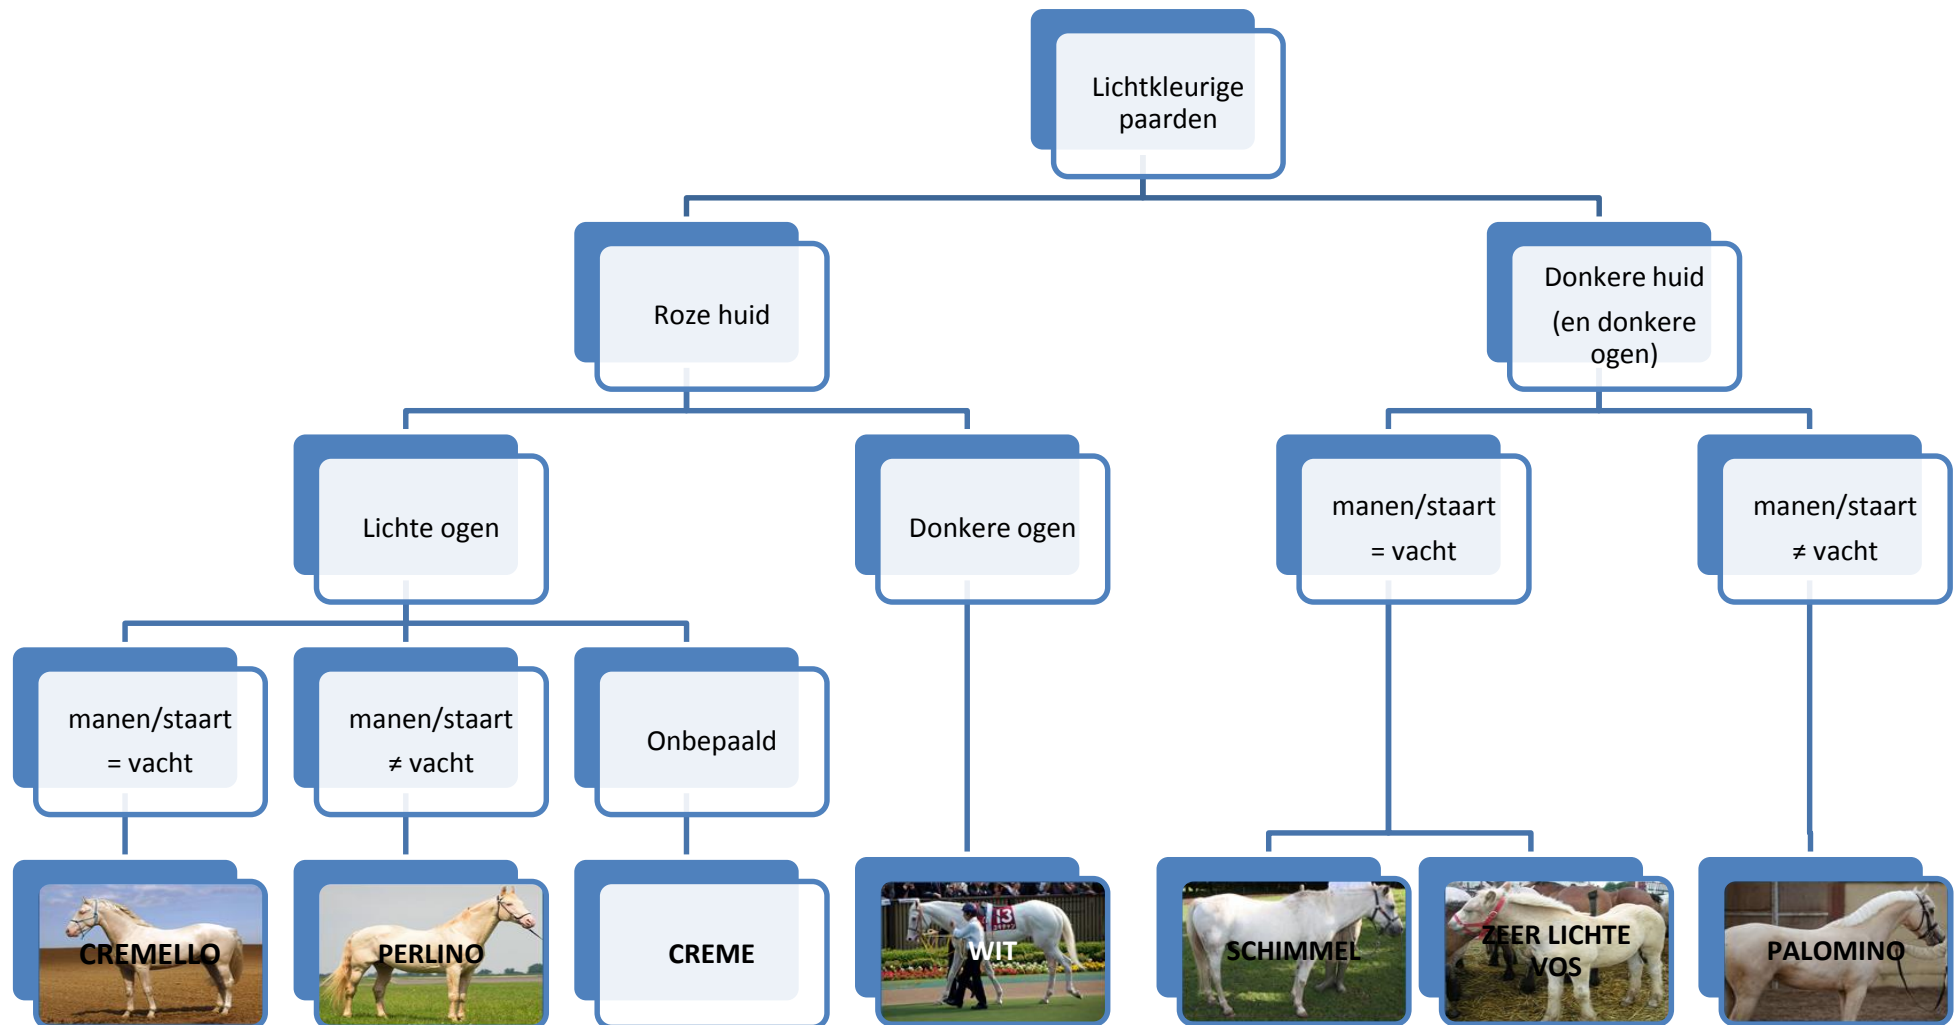 Lichtkleurige
paarden
Roze huid
Donkere huid
(en donkere
ogen)
Lichte ogen
Donkere ogen
manen/staart
= vacht
manen/staart
≠ vacht
manen/staart
= vacht
manen/staart
≠ vacht
Onbepaald
CREMELLO
PERLINO
CREME
WIT
13
SCHIMMEL
ZEER LICHTE
VOS
PALOMINO